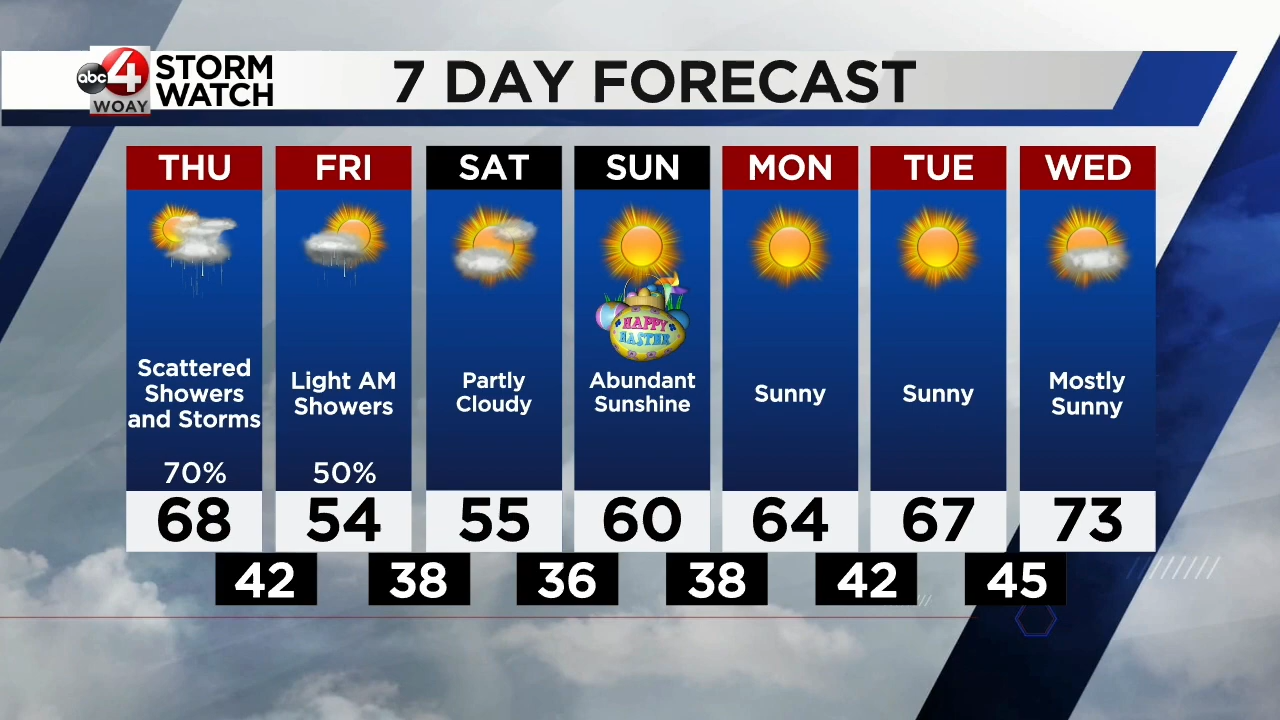 abc 4
WOAY
STORM
WATCH
7 DAY FORECAST
THU
Scattered
Showers
and Storms
70%
68
FRI
Light AM
Showers
50%
54
SAT
Partly
Cloudy
55
SUN
HAPPY
EASTER
Abundant
Sunshine
60
MON
Sunny
64
TUE
Sunny
67
WED
Mostly
Sunny
73
42
38
36
38
42
45